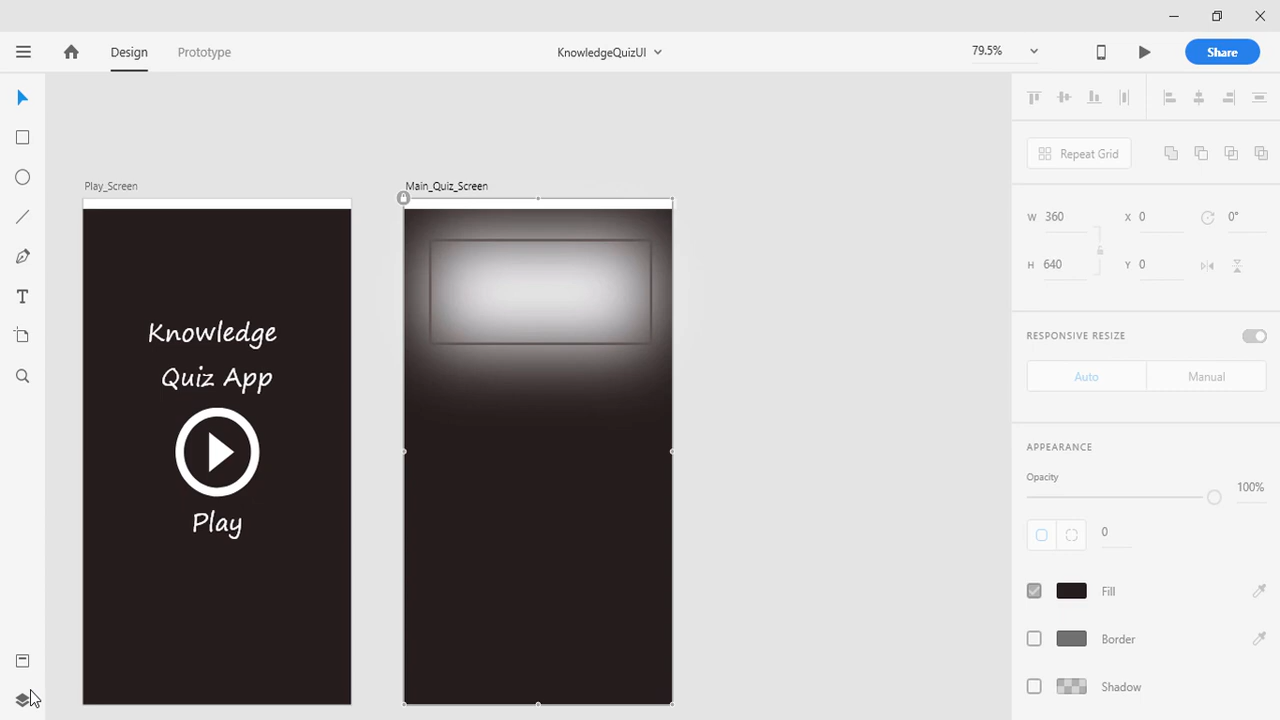 Design Prototype KnowledgeQuizUI 79.5% Share
Repeat Grid
Play_Screen Main_Quiz_Screen
W 360 X 0 0°
H 640 Y 0
Knowledge
Quiz App
Play
RESPONSIVE RESIZE
Auto Manual
APPEARANCE
Opacity
100%
0
Fill
Border
Shadow